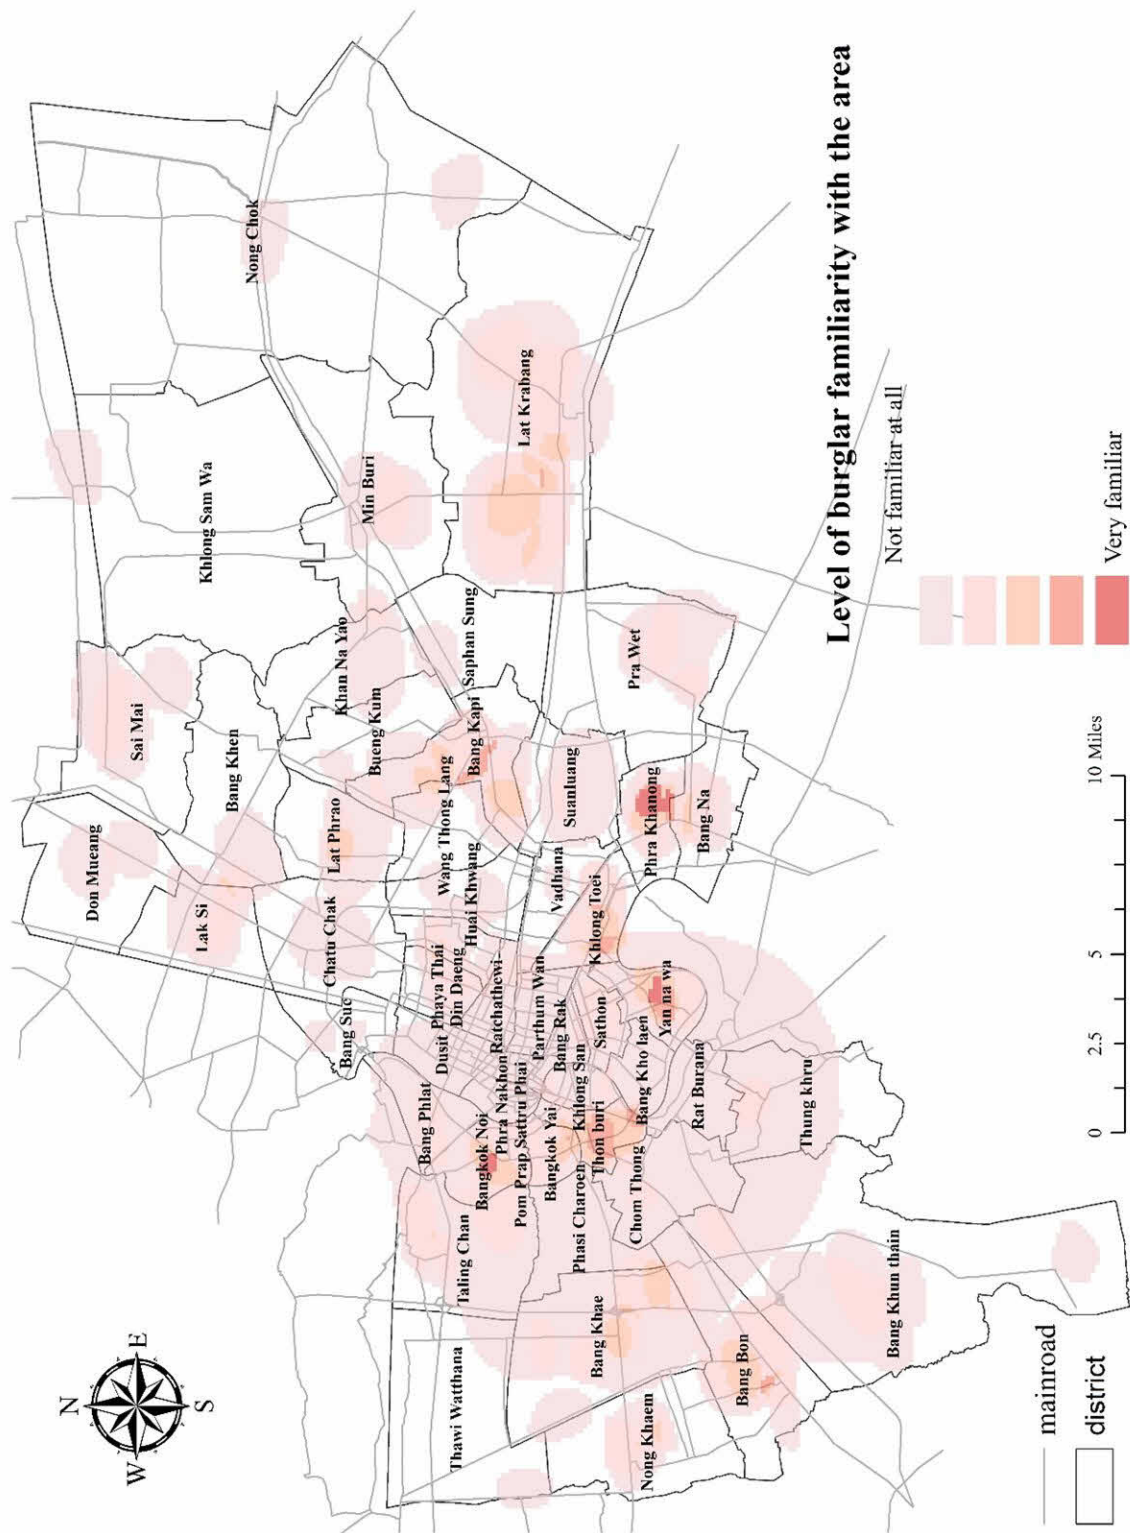 N
W
E
S
Nong Chok
Khlong Sam Wa
Sai Mai
Don Mueang
Bang Khen
Lak Si
Min Buri
Khan Na Yao
Bueng Kum
Lat Phrao
Chatu Chak
Bang Suc
Lat Krabang
Saphan Sung
Bang Kapi
Wang Thong Lang
Huai Khwang
Phaya Thai
Din Daeng
Dusit
Ratchathewi
Bang Phlat
Phra Nakhon
Pom Prap Sattru Phai
Bangkok Noi
Taling Chan
Thawi Watthana
Suanluang
Vadhana
Parthum Wan
Bang Rak
Bangkok Yai
Khlong San
Sathon
Khlong Toei
Pra Wet
Phra Khanong
Bang Na
Yan na wa
Bang Kho laen
Thon buri
Phasi Charoen
Chom Thong
Rat Burana
Thung khru
Bang Khae
Nong Khaem
Bang Bon
Bang Khun thain
Level of burglar familiarity with the area
Not familiar at all
Very familiar
mainroad
district
0 2.5 5 10 Miles